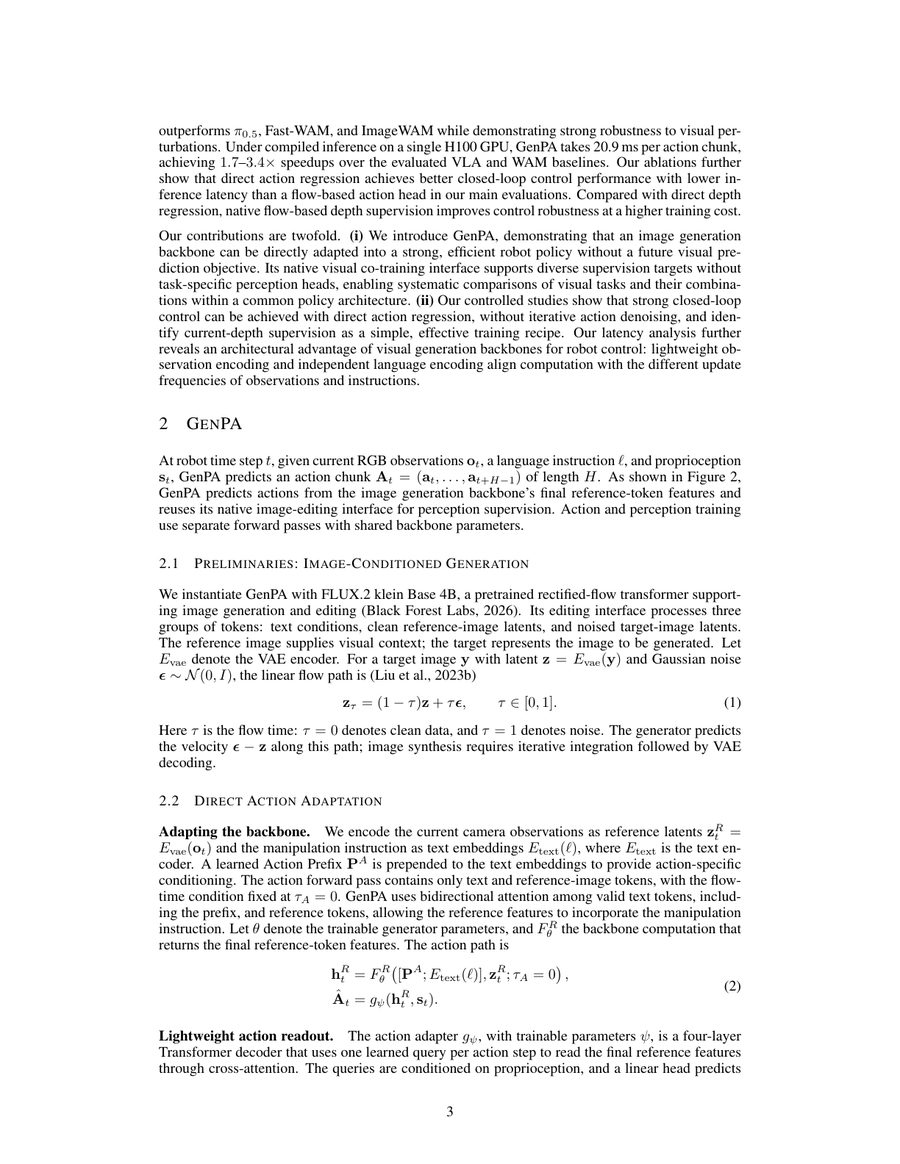 outperforms π0.5, Fast-WAM, and ImageWAM while demonstrating strong robustness to visual per-
turbations. Under compiled inference on a single H100 GPU, GenPA takes 20.9 ms per action chunk,
achieving 1.7–3.4× speedups over the evaluated VLA and WAM baselines. Our ablations further
show that direct action regression achieves better closed-loop control performance with lower in-
ference latency than a flow-based action head in our main evaluations. Compared with direct depth
regression, native flow-based depth supervision improves control robustness at a higher training cost.
Our contributions are twofold. (i) We introduce GenPA, demonstrating that an image generation
backbone can be directly adapted into a strong, efficient robot policy without a future visual pre-
diction objective. Its native visual co-training interface supports diverse supervision targets without
task-specific perception heads, enabling systematic comparisons of visual tasks and their combina-
tions within a common policy architecture. (ii) Our controlled studies show that strong closed-loop
control can be achieved with direct action regression, without iterative action denoising, and iden-
tify current-depth supervision as a simple, effective training recipe. Our latency analysis further
reveals an architectural advantage of visual generation backbones for robot control: lightweight ob-
servation encoding and independent language encoding align computation with the different update
frequencies of observations and instructions.
2 GENPA
At robot time step t, given current RGB observations oₜ, a language instruction ℓ, and proprioception
sₜ, GenPA predicts an action chunk Aₜ = (aₜ, . . . , aₜ₊H₋₁) of length H. As shown in Figure 2,
GenPA predicts actions from the image generation backbone's final reference-token features and
reuses its native image-editing interface for perception supervision. Action and perception training
use separate forward passes with shared backbone parameters.
2.1 PRELIMINARIES: IMAGE-CONDITIONED GENERATION
We instantiate GenPA with FLUX.2 klein Base 4B, a pretrained rectified-flow transformer support-
ing image generation and editing (Black Forest Labs, 2026). Its editing interface processes three
groups of tokens: text conditions, clean reference-image latents, and noised target-image latents.
The reference image supplies visual context; the target represents the image to be generated. Let
E_vae denote the VAE encoder. For a target image y with latent z = E_vae(y) and Gaussian noise
ϵ ∼ N(0, I), the linear flow path is (Liu et al., 2023b)
z_τ = (1 − τ)z + τϵ, τ ∈ [0, 1]. (1)
Here τ is the flow time: τ = 0 denotes clean data, and τ = 1 denotes noise. The generator predicts
the velocity ϵ − z along this path; image synthesis requires iterative integration followed by VAE
decoding.
2.2 DIRECT ACTION ADAPTATION
Adapting the backbone. We encode the current camera observations as reference latents z_t^R =
E_vae(oₜ) and the manipulation instruction as text embeddings E_text(ℓ), where E_text is the text en-
coder. A learned Action Prefix P^A is prepended to the text embeddings to provide action-specific
conditioning. The action forward pass contains only text and reference-image tokens, with the flow-
time condition fixed at τ_A = 0. GenPA uses bidirectional attention among valid text tokens, includ-
ing the prefix, and reference tokens, allowing the reference features to incorporate the manipulation
instruction. Let θ denote the trainable generator parameters, and F_θ^R the backbone computation that
returns the final reference-token features. The action path is
h_t^R = F_θ^R([P^A; E_text(ℓ)], z_t^R; τ_A = 0),
Âₜ = g_ψ(h_t^R, sₜ). (2)
Lightweight action readout. The action adapter g_ψ, with trainable parameters ψ, is a four-layer
Transformer decoder that uses one learned query per action step to read the final reference features
through cross-attention. The queries are conditioned on proprioception, and a linear head predicts
3